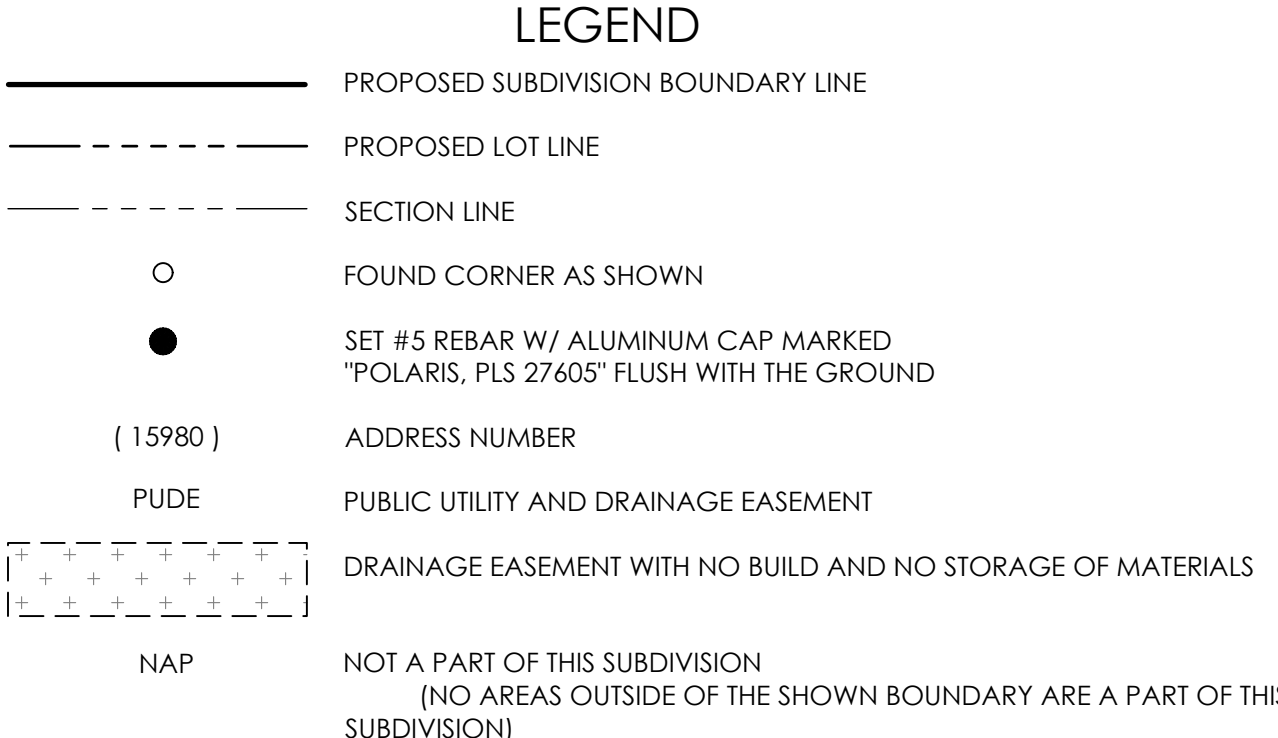 LEGEND
PROPOSED SUBDIVISION BOUNDARY LINE
PROPOSED LOT LINE
SECTION LINE
FOUND CORNER AS SHOWN
SET #5 REBAR W/ ALUMINUM CAP MARKED
"POLARIS, PLS 27605" FLUSH WITH THE GROUND
( 15980 ) ADDRESS NUMBER
PUDE PUBLIC UTILITY AND DRAINAGE EASEMENT
DRAINAGE EASEMENT WITH NO BUILD AND NO STORAGE OF MATERIALS
NAP NOT A PART OF THIS SUBDIVISION
(NO AREAS OUTSIDE OF THE SHOWN BOUNDARY ARE A PART OF THIS
SUBDIVISION)